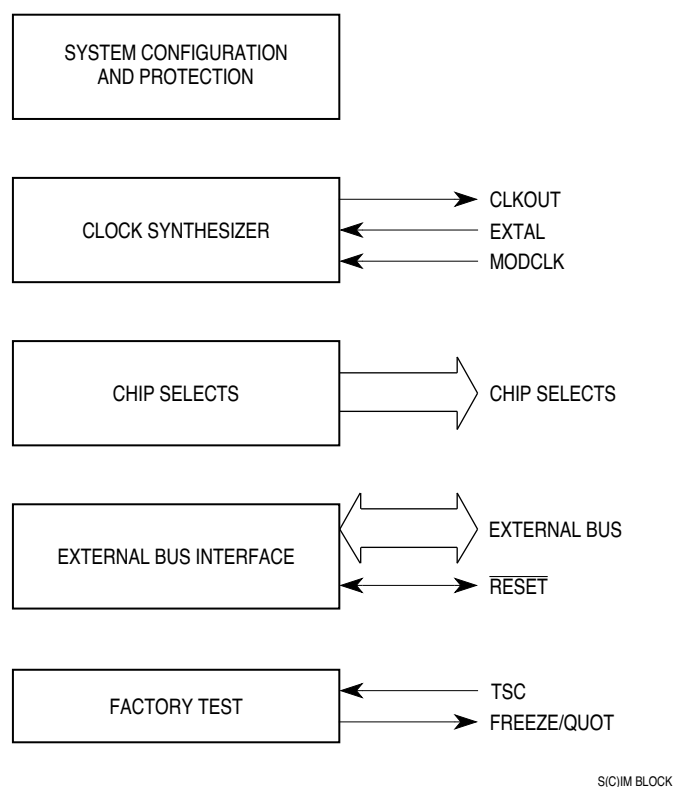 SYSTEM CONFIGURATION
AND PROTECTION
CLOCK SYNTHESIZER
CLKOUT
EXTAL
MODCLK
CHIP SELECTS
CHIP SELECTS
EXTERNAL BUS INTERFACE
EXTERNAL BUS
RESET
FACTORY TEST
TSC
FREEZE/QUOT
S(C)IM BLOCK